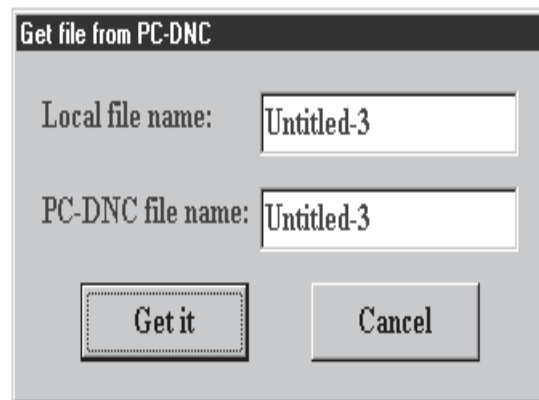 Get file from PC-DNC
Local file name: Untitled-3
PC-DNC file name: Untitled-3
Get it Cancel